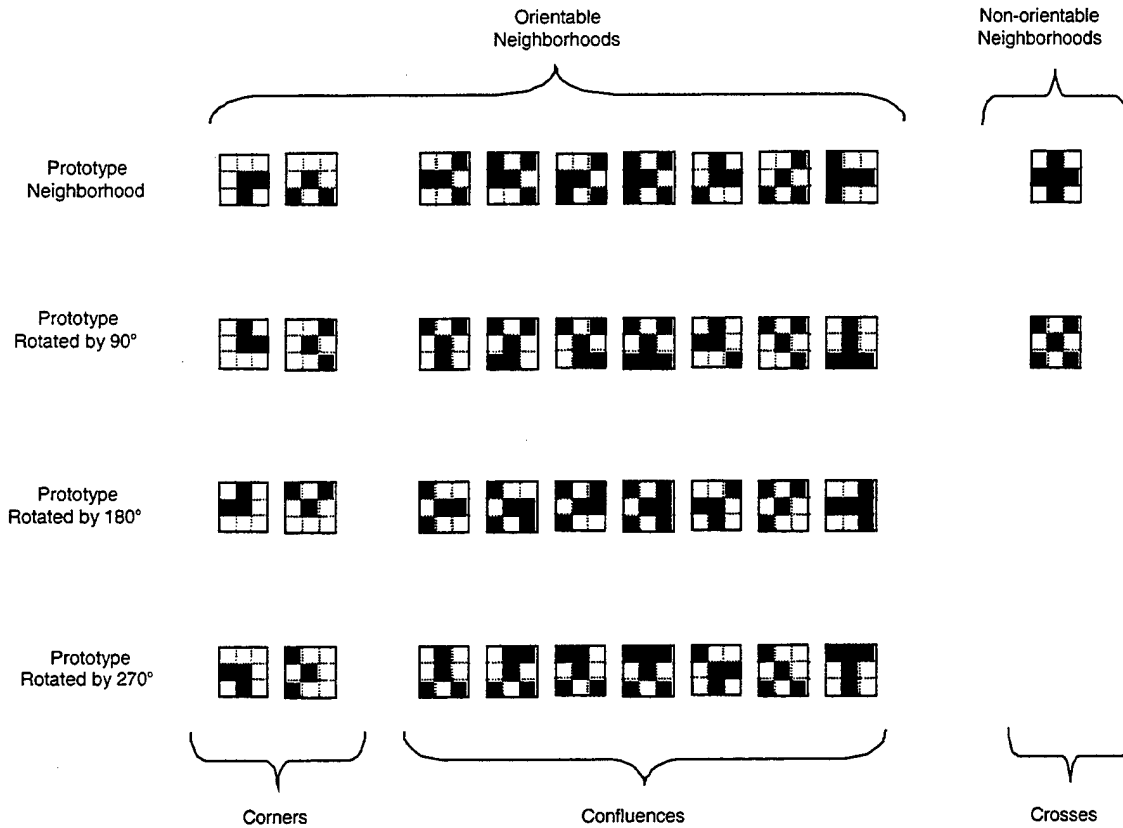 Orientable
Neighborhoods
Non-orientable
Neighborhoods
Prototype
Neighborhood
Prototype
Rotated by 90°
Prototype
Rotated by 180°
Prototype
Rotated by 270°
Corners
Confluences
Crosses